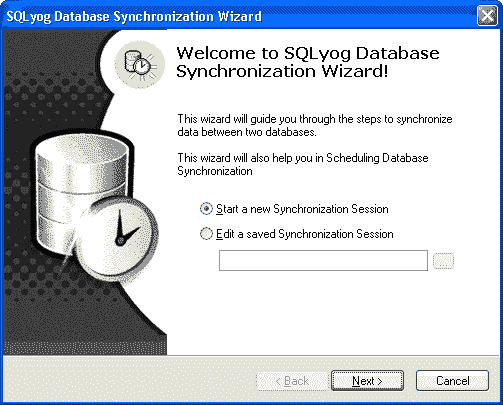 SQLyog Database Synchronization Wizard
Welcome to SQLyog Database
Synchronization Wizard!
This wizard will guide you through the steps to synchronize
data between two databases.
This wizard will also help you in Scheduling Database
Synchronization
Start a new Synchronization Session
Edit a saved Synchronization Session
...
< Back
Next >
Cancel